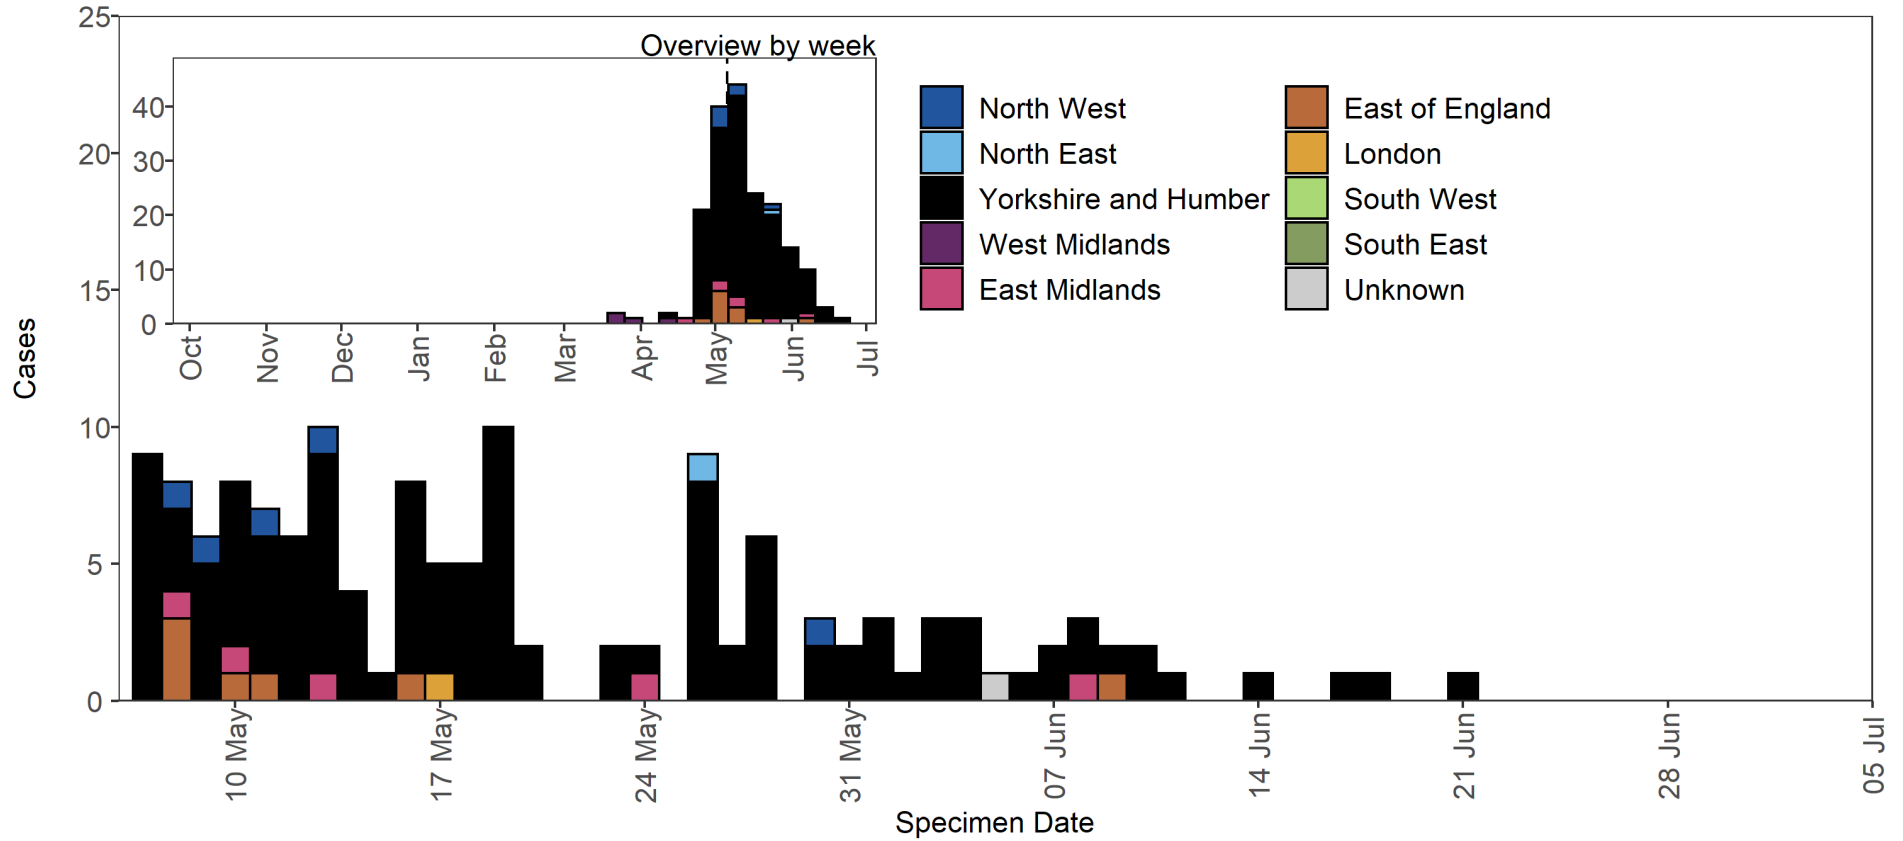 25
20
15
10
5
0
Cases
Overview by week
40
30
20
10
0
Oct
Nov
Dec
Jan
Feb
Mar
Apr
May
Jun
Jul
North West
North East
Yorkshire and Humber
West Midlands
East Midlands
East of England
London
South West
South East
Unknown
10 May
17 May
24 May
31 May
07 Jun
14 Jun
21 Jun
28 Jun
05 Jul
Specimen Date